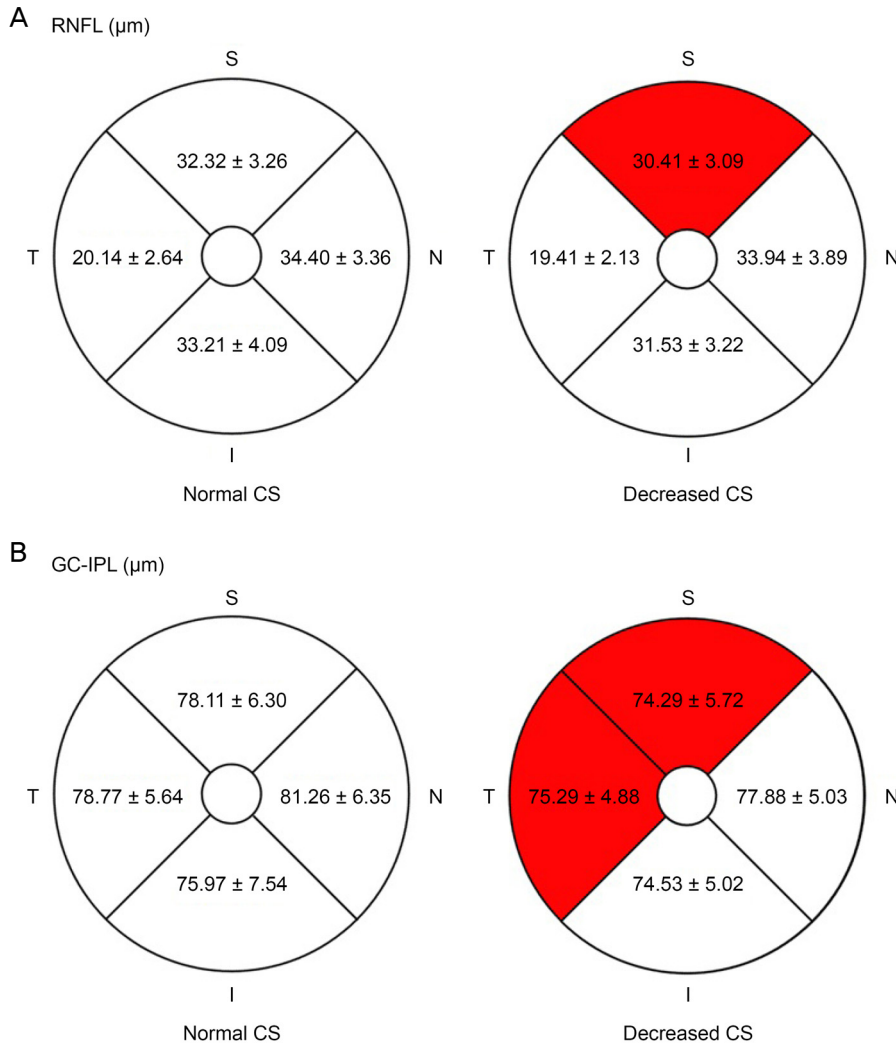 A
RNFL (µm)
S
32.32 ± 3.26
T
20.14 ± 2.64
34.40 ± 3.36
N
33.21 ± 4.09
I
Normal CS
S
30.41 ± 3.09
T
19.41 ± 2.13
33.94 ± 3.89
N
31.53 ± 3.22
I
Decreased CS
B
GC-IPL (µm)
S
78.11 ± 6.30
T
78.77 ± 5.64
81.26 ± 6.35
N
75.97 ± 7.54
I
Normal CS
S
74.29 ± 5.72
T
75.29 ± 4.88
77.88 ± 5.03
N
74.53 ± 5.02
I
Decreased CS